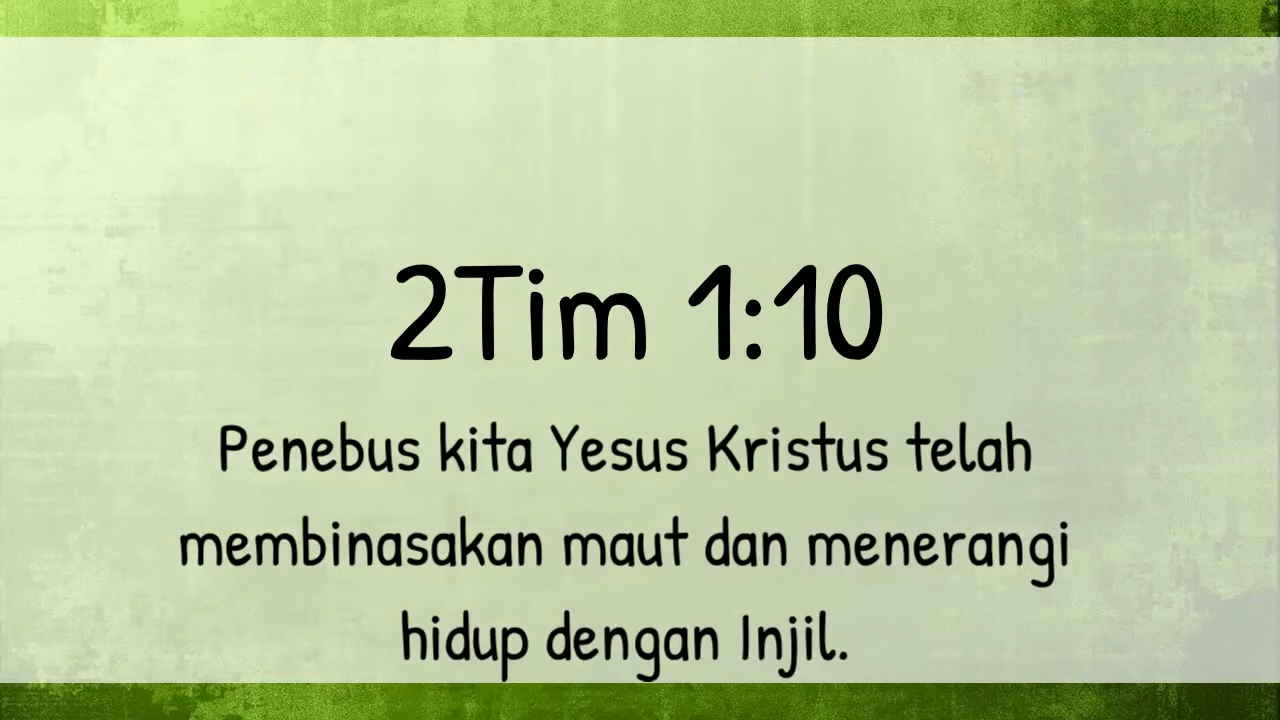 2Tim 1:10
Penebus kita Yesus Kristus telah
membinasakan maut dan menerangi
hidup dengan Injil.